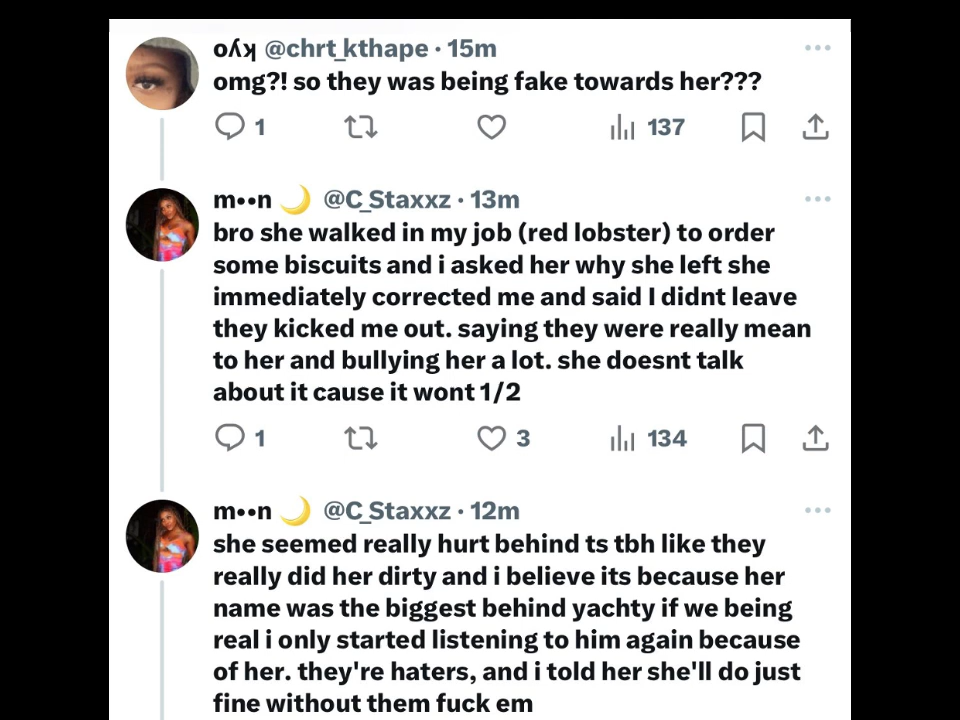 oʎʞ @chrt_kthape · 15m
omg?! so they was being fake towards her???
1 137
m••n 🌙 @C_Staxxz · 13m
bro she walked in my job (red lobster) to order
some biscuits and i asked her why she left she
immediately corrected me and said I didnt leave
they kicked me out. saying they were really mean
to her and bullying her a lot. she doesnt talk
about it cause it wont 1/2
1 3 134
m••n 🌙 @C_Staxxz · 12m
she seemed really hurt behind ts tbh like they
really did her dirty and i believe its because her
name was the biggest behind yachty if we being
real i only started listening to him again because
of her. they're haters, and i told her she'll do just
fine without them fuck em